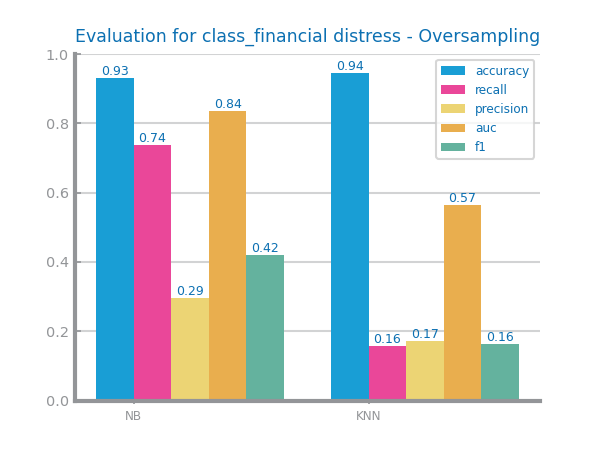 Evaluation for class_financial distress - Oversampling
1.0
0.8
0.6
0.4
0.2
0.0
0.93
0.74
0.29
0.84
0.42
0.94
0.16
0.17
0.57
0.16
accuracy
recall
precision
auc
f1
NB
KNN